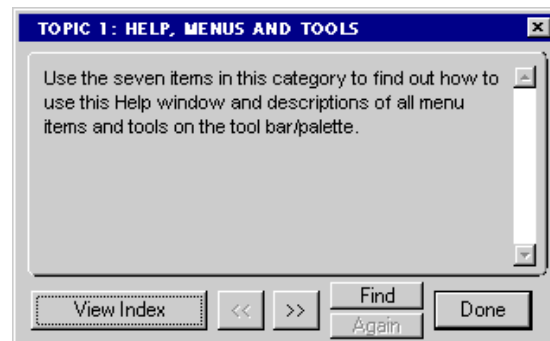 TOPIC 1: HELP, MENUS AND TOOLS
Use the seven items in this category to find out how to
use this Help window and descriptions of all menu
items and tools on the tool bar/palette.
View Index << >> Find Done
Again